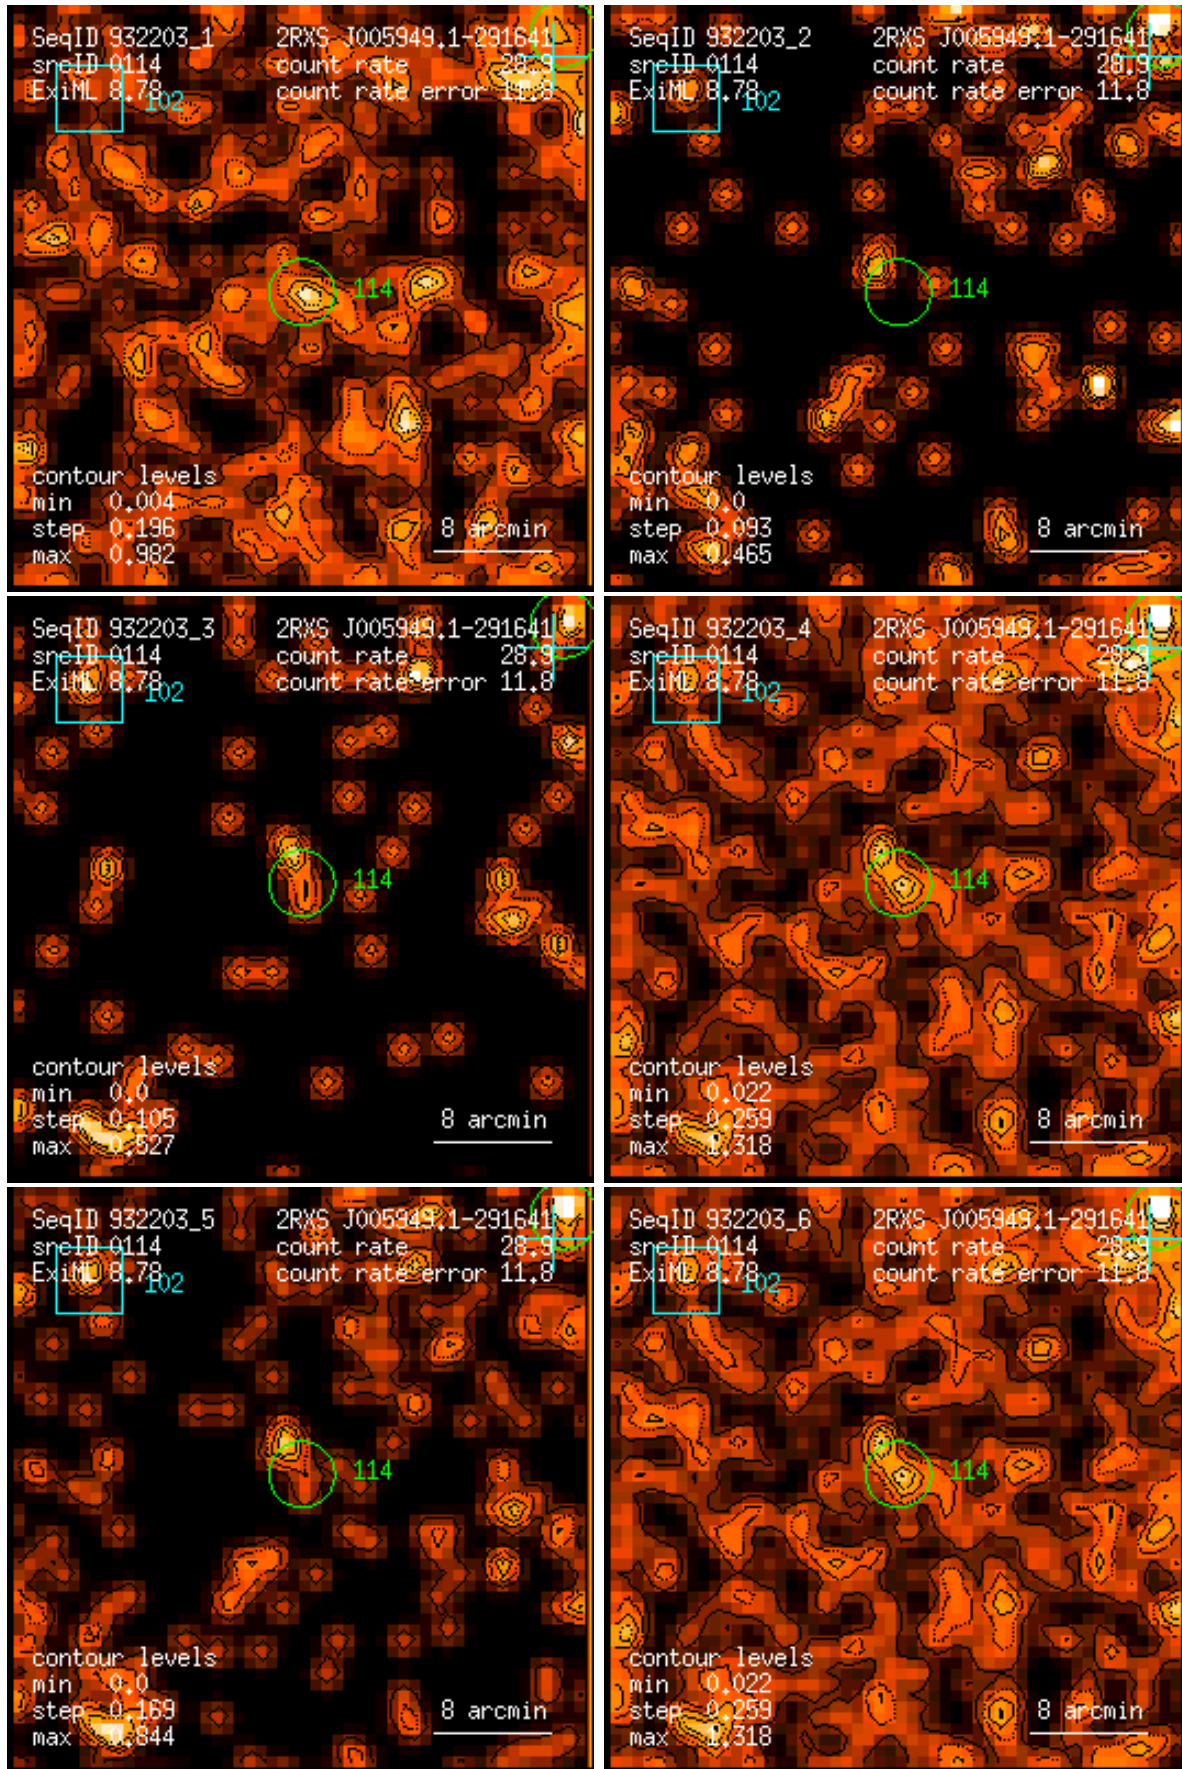 SeqID 932203_1 2RXS J005949.1-291641
srcID 0114 count rate 28.9
ExiML 8.78 count rate error 11.8
102
114
contour levels
min 0.004
step 0.196
max 0.982
8 arcmin
SeqID 932203_2 2RXS J005949.1-291641
srcID 0114 count rate 28.9
ExiML 8.78 count rate error 11.8
102
114
contour levels
min 0.0
step 0.093
max 0.465
8 arcmin
SeqID 932203_3 2RXS J005949.1-291641
srcID 0114 count rate 28.9
ExiML 8.78 count rate error 11.8
102
114
contour levels
min 0.0
step 0.105
max 0.527
8 arcmin
SeqID 932203_4 2RXS J005949.1-291641
srcID 0114 count rate 28.9
ExiML 8.78 count rate error 11.8
102
114
contour levels
min 0.022
step 0.259
max 1.318
8 arcmin
SeqID 932203_5 2RXS J005949.1-291641
srcID 0114 count rate 28.9
ExiML 8.78 count rate error 11.8
102
114
contour levels
min 0.0
step 0.169
max 0.844
8 arcmin
SeqID 932203_6 2RXS J005949.1-291641
srcID 0114 count rate 28.9
ExiML 8.78 count rate error 11.8
102
114
contour levels
min 0.022
step 0.259
max 1.318
8 arcmin